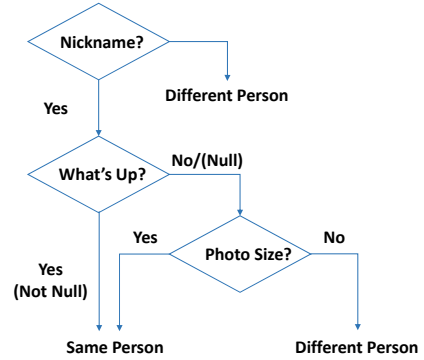 Nickname?
Different Person
Yes
What's Up?
No/(Null)
Yes
Photo Size?
No
Yes
(Not Null)
Same Person
Different Person